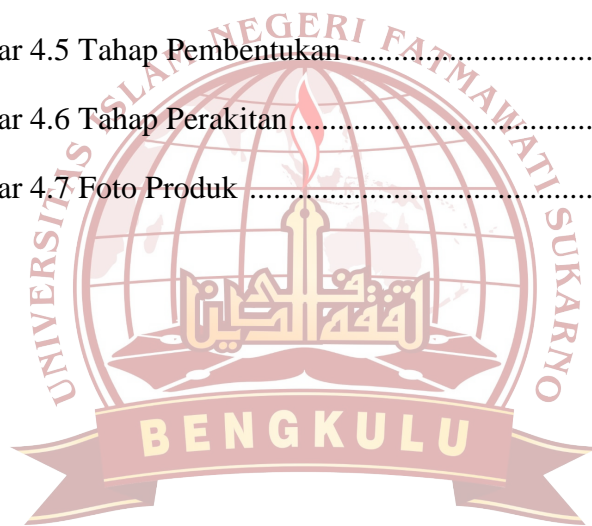 ar 4.5 Tahap Pembentukan..............................
ar 4.6 Tahap Perakitan....................................
ar 4.7 Foto Produk .........................................
UNIVERSITAS ISLAM NEGERI FATMAWATI SUKARNO
BENGKULU